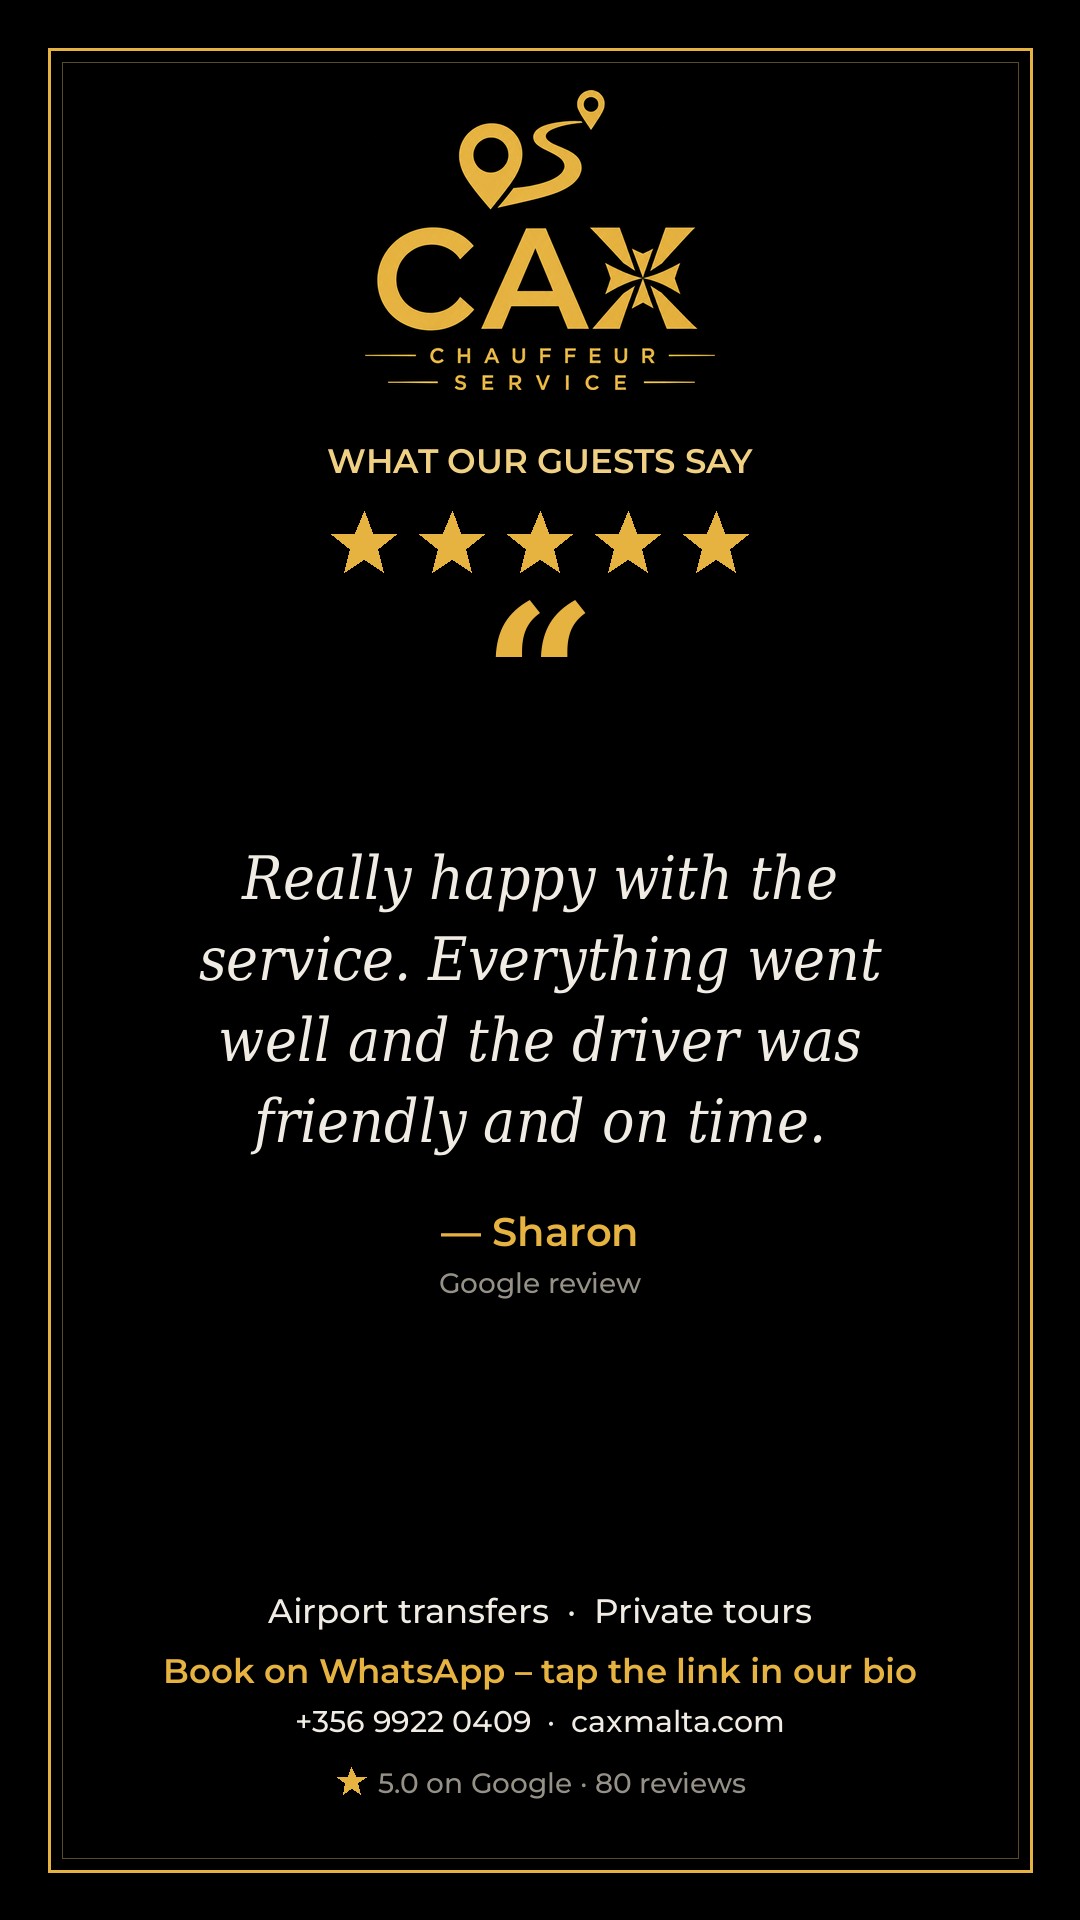 CAX
CHAUFFEUR
SERVICE
WHAT OUR GUESTS SAY
“
Really happy with the
service. Everything went
well and the driver was
friendly and on time.
— Sharon
Google review
Airport transfers · Private tours
Book on WhatsApp – tap the link in our bio
+356 9922 0409 · caxmalta.com
5.0 on Google · 80 reviews